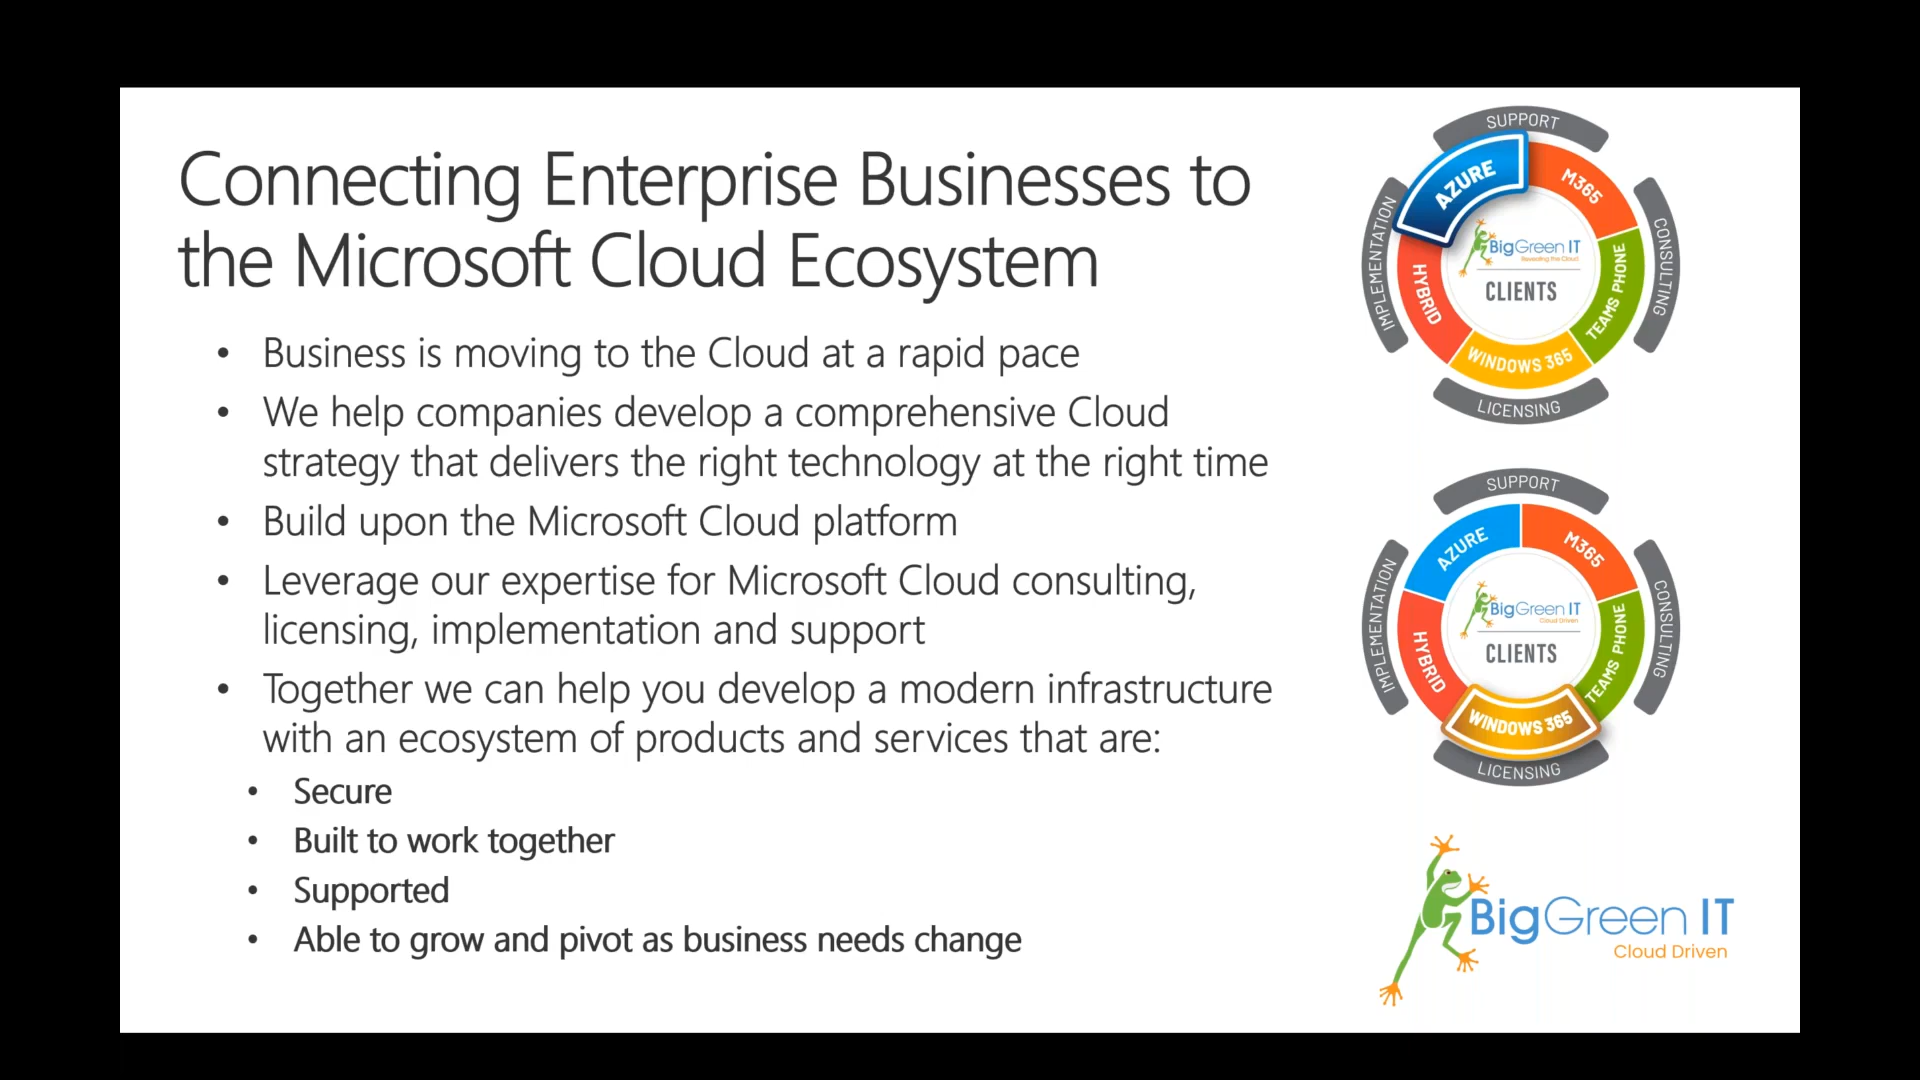 Connecting Enterprise Businesses to
the Microsoft Cloud Ecosystem
• Business is moving to the Cloud at a rapid pace
• We help companies develop a comprehensive Cloud
strategy that delivers the right technology at the right time
• Build upon the Microsoft Cloud platform
• Leverage our expertise for Microsoft Cloud consulting,
licensing, implementation and support
• Together we can help you develop a modern infrastructure
with an ecosystem of products and services that are:
• Secure
• Built to work together
• Supported
• Able to grow and pivot as business needs change
SUPPORT
AZURE
M365
IMPLEMENTATION
CONSULTING
BigGreen IT
Revealing the Cloud
CLIENTS
HYBRID
TEAMS PHONE
WINDOWS 365
LICENSING
SUPPORT
AZURE
M365
IMPLEMENTATION
CONSULTING
BigGreen IT
Cloud Driven
CLIENTS
HYBRID
TEAMS PHONE
WINDOWS 365
LICENSING
BigGreen IT
Cloud Driven